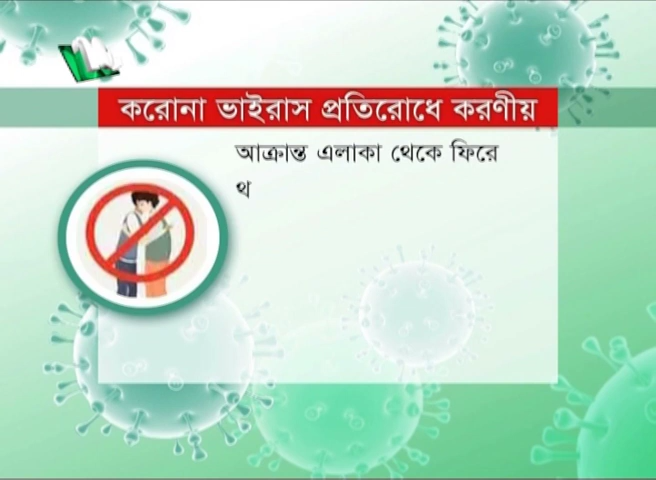 করোনা ভাইরাস প্রতিরোধে করণীয়
আক্রান্ত এলাকা থেকে ফিরে
থ